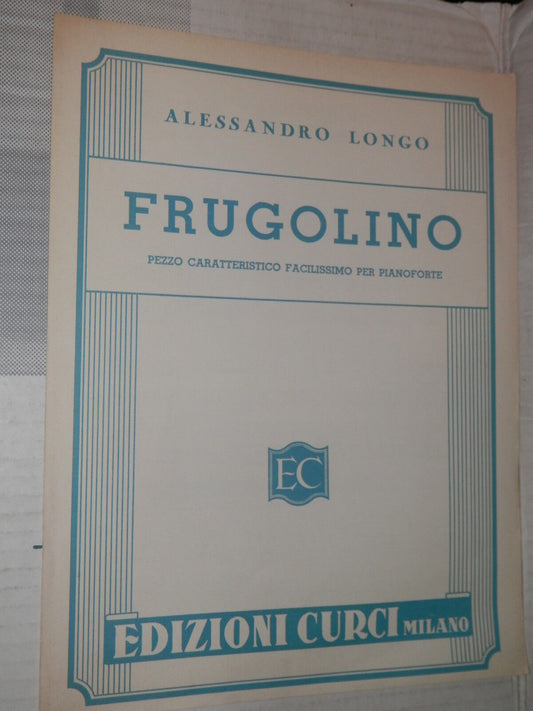 ALESSANDRO LONGO
FRUGOLINO
PEZZO CARATTERISTICO FACILISSIMO PER PIANOFORTE
EC
EDIZIONI CURCI MILANO